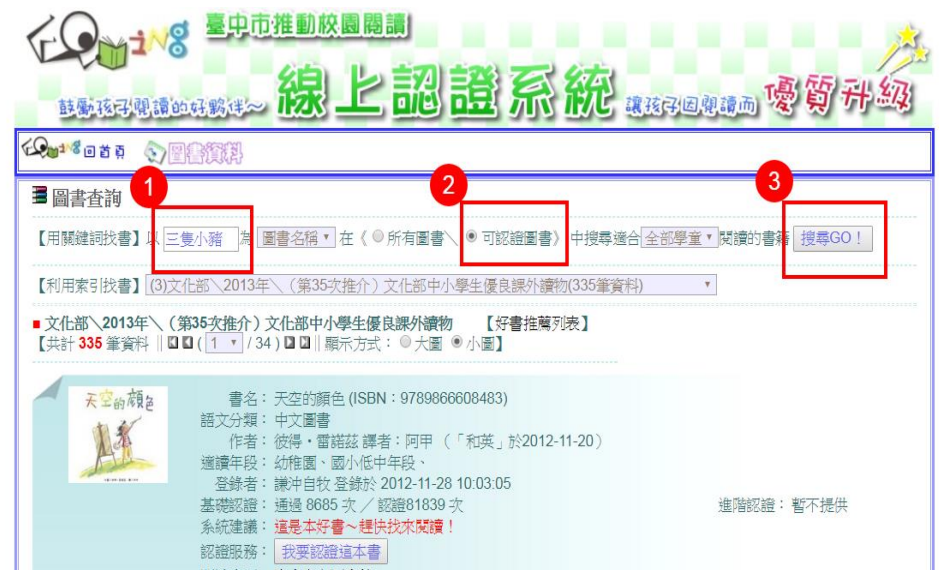 臺中市推動校園閱讀
鼓勵孩子閱讀的好夥伴~ 線上認證系統 讓孩子因閱讀而 優質升級
回首頁 圖書資料
1 2 3
圖書查詢
【用關鍵詞找書】以 三隻小豬 為 圖書名稱 在《 所有圖書╲ 可認證圖書》中搜尋適合 全部學童 閱讀的書籍 搜尋GO！
【利用索引找書】 (3)文化部╲2013年╲（第35次推介）文化部中小學生優良課外讀物(335筆資料)
文化部╲2013年╲（第35次推介）文化部中小學生優良課外讀物 【好書推薦列表】
【共計 335 筆資料 ∥ ( 1 / 34 ) ∥ 顯示方式： 大圖 小圖】
天空的顏色
書名： 天空的顏色 (ISBN：9789866608483)
語文分類： 中文圖書
作者： 彼得‧雷諾茲 譯者：阿甲 （「和英」於2012-11-20）
適讀年段： 幼稚園、國小低中年段、
登錄者： 謙沖自牧 登錄於 2012-11-28 10:03:05
基礎認證： 通過 8685 次 ╱ 認證81839 次 進階認證： 暫不提供
系統建議： 這是本好書~趕快找來閱讀！
認證服務： 我要認證這本書